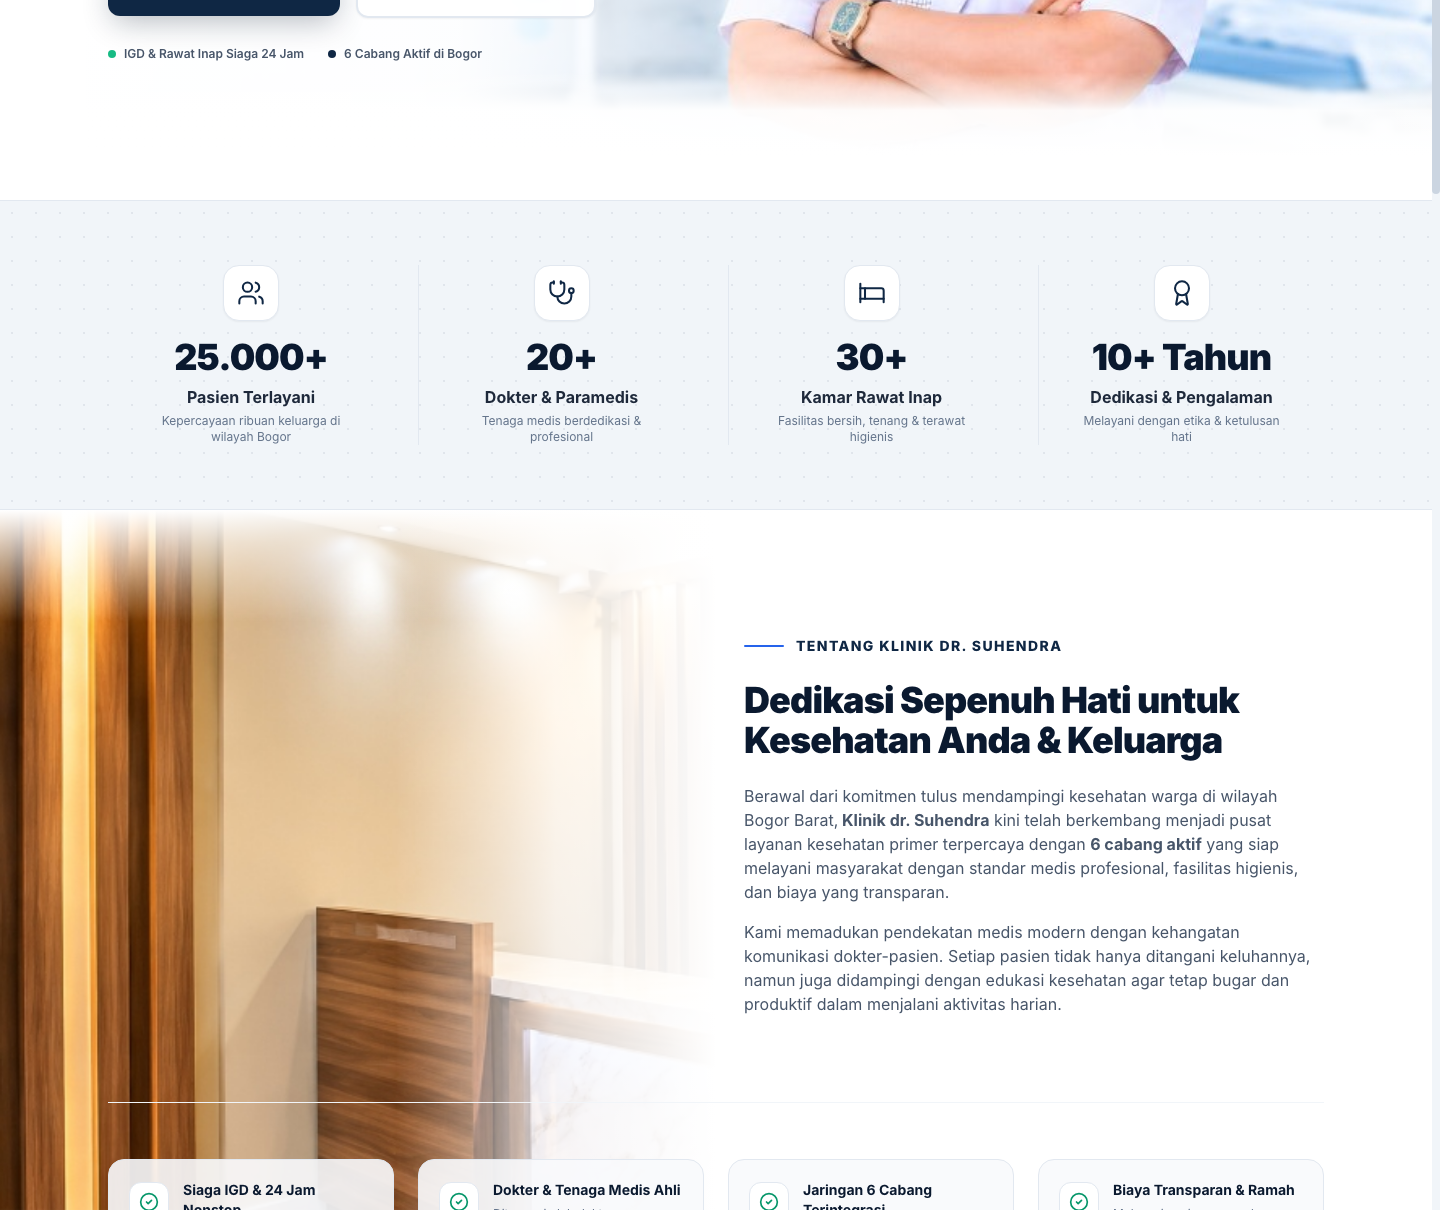 IGD & Rawat Inap Siaga 24 Jam
6 Cabang Aktif di Bogor
25.000+
Pasien Terlayani
Kepercayaan ribuan keluarga di
wilayah Bogor
20+
Dokter & Paramedis
Tenaga medis berdedikasi &
profesional
30+
Kamar Rawat Inap
Fasilitas bersih, tenang & terawat
higienis
10+ Tahun
Dedikasi & Pengalaman
Melayani dengan etika & ketulusan
hati
TENTANG KLINIK DR. SUHENDRA
Dedikasi Sepenuh Hati untuk
Kesehatan Anda & Keluarga
Berawal dari komitmen tulus mendampingi kesehatan warga di wilayah
Bogor Barat, Klinik dr. Suhendra kini telah berkembang menjadi pusat
layanan kesehatan primer terpercaya dengan 6 cabang aktif yang siap
melayani masyarakat dengan standar medis profesional, fasilitas higienis,
dan biaya yang transparan.
Kami memadukan pendekatan medis modern dengan kehangatan
komunikasi dokter-pasien. Setiap pasien tidak hanya ditangani keluhannya,
namun juga didampingi dengan edukasi kesehatan agar tetap bugar dan
produktif dalam menjalani aktivitas harian.
Siaga IGD & 24 Jam
Nonstop
Dokter & Tenaga Medis Ahli
Jaringan 6 Cabang
Terintegrasi
Biaya Transparan & Ramah